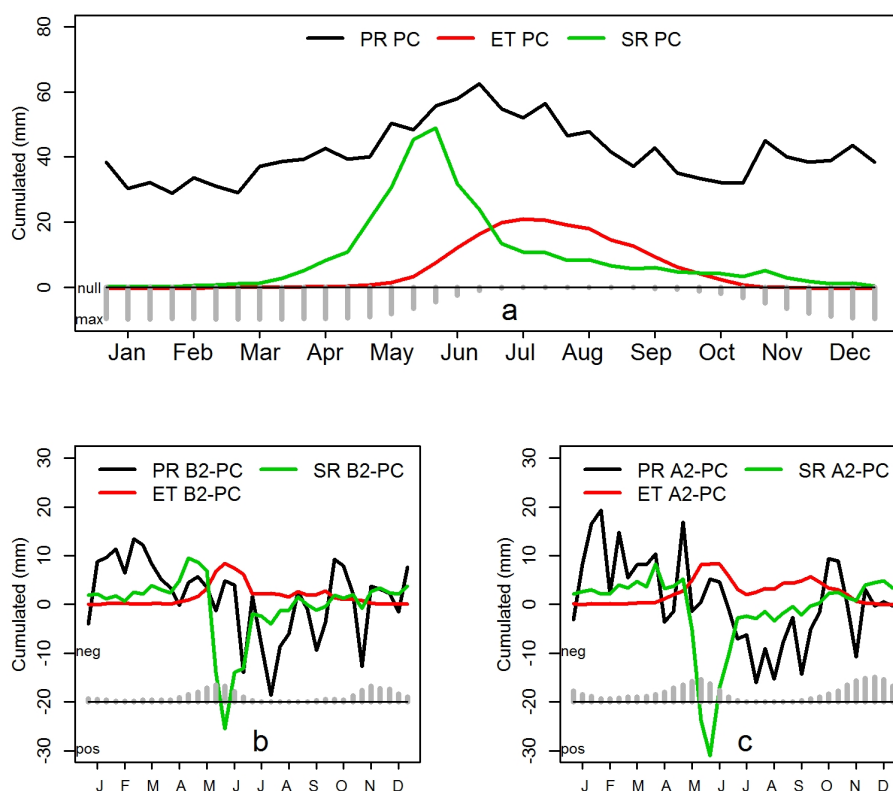 80
60
40
20
0
Cumulated (mm)
PR PC ET PC SR PC
null
max
a
Jan Feb Mar Apr May Jun Jul Aug Sep Oct Nov Dec
30
20
10
0
-10
-20
-30
Cumulated (mm)
PR B2-PC SR B2-PC
ET B2-PC
neg
pos
b
J F M A M J J A S O N D
30
20
10
0
-10
-20
-30
Cumulated (mm)
PR A2-PC SR A2-PC
ET A2-PC
neg
pos
c
J F M A M J J A S O N D